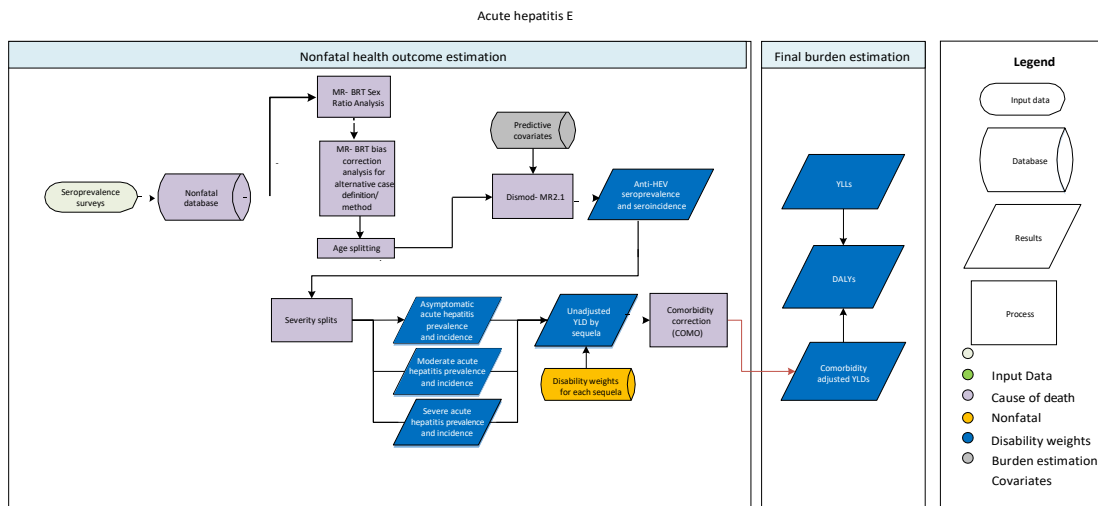 Acute hepatitis E
Nonfatal health outcome estimation
Final burden estimation
Legend
MR- BRT Sex
Ratio Analysis
MR- BRT bias
correction
analysis for
alternative case
definition/
method
Age splitting
Seroprevalence
surveys
Nonfatal
database
Predictive
covariates
Dismod- MR2.1
Anti-HEV
seroprevalence
and seroincidence
Severity splits
Asymptomatic
acute hepatitis
prevalence and
incidence
Moderate acute
hepatitis prevalence
and incidence
Severe acute
hepatitis prevalence
and incidence
Unadjusted
YLD by
sequela
Disability weights
for each sequela
Comorbidity
correction
(COMO)
YLLs
DALYs
Comorbidity
adjusted YLDs
Input data
Database
Results
Process
Input Data
Cause of death
Nonfatal
Disability weights
Burden estimation
Covariates